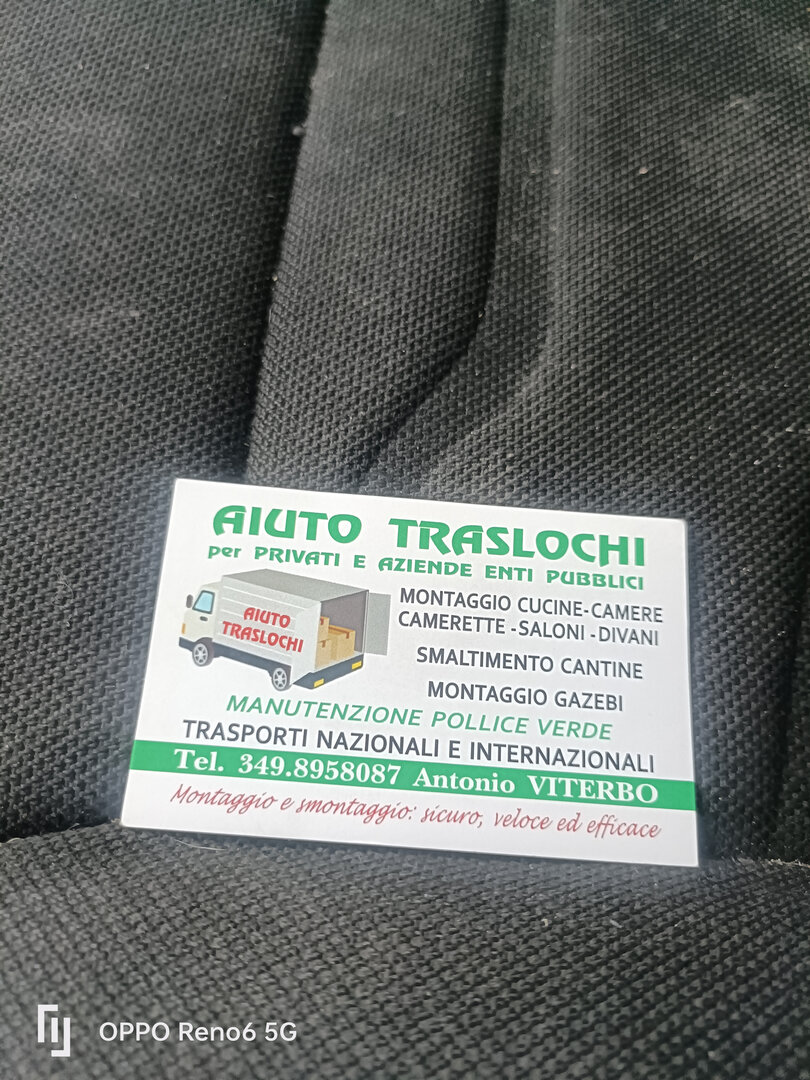 AIUTO TRASLOCHI
per PRIVATI E AZIENDE ENTI PUBBLICI
AIUTO
TRASLOCHI
MONTAGGIO CUCINE-CAMERE
CAMERETTE -SALONI -DIVANI
SMALTIMENTO CANTINE
MONTAGGIO GAZEBI
MANUTENZIONE POLLICE VERDE
TRASPORTI NAZIONALI E INTERNAZIONALI
Tel. 349.8958087 Antonio VITERBO
Montaggio e smontaggio: sicuro, veloce ed efficace
OPPO Reno6 5G